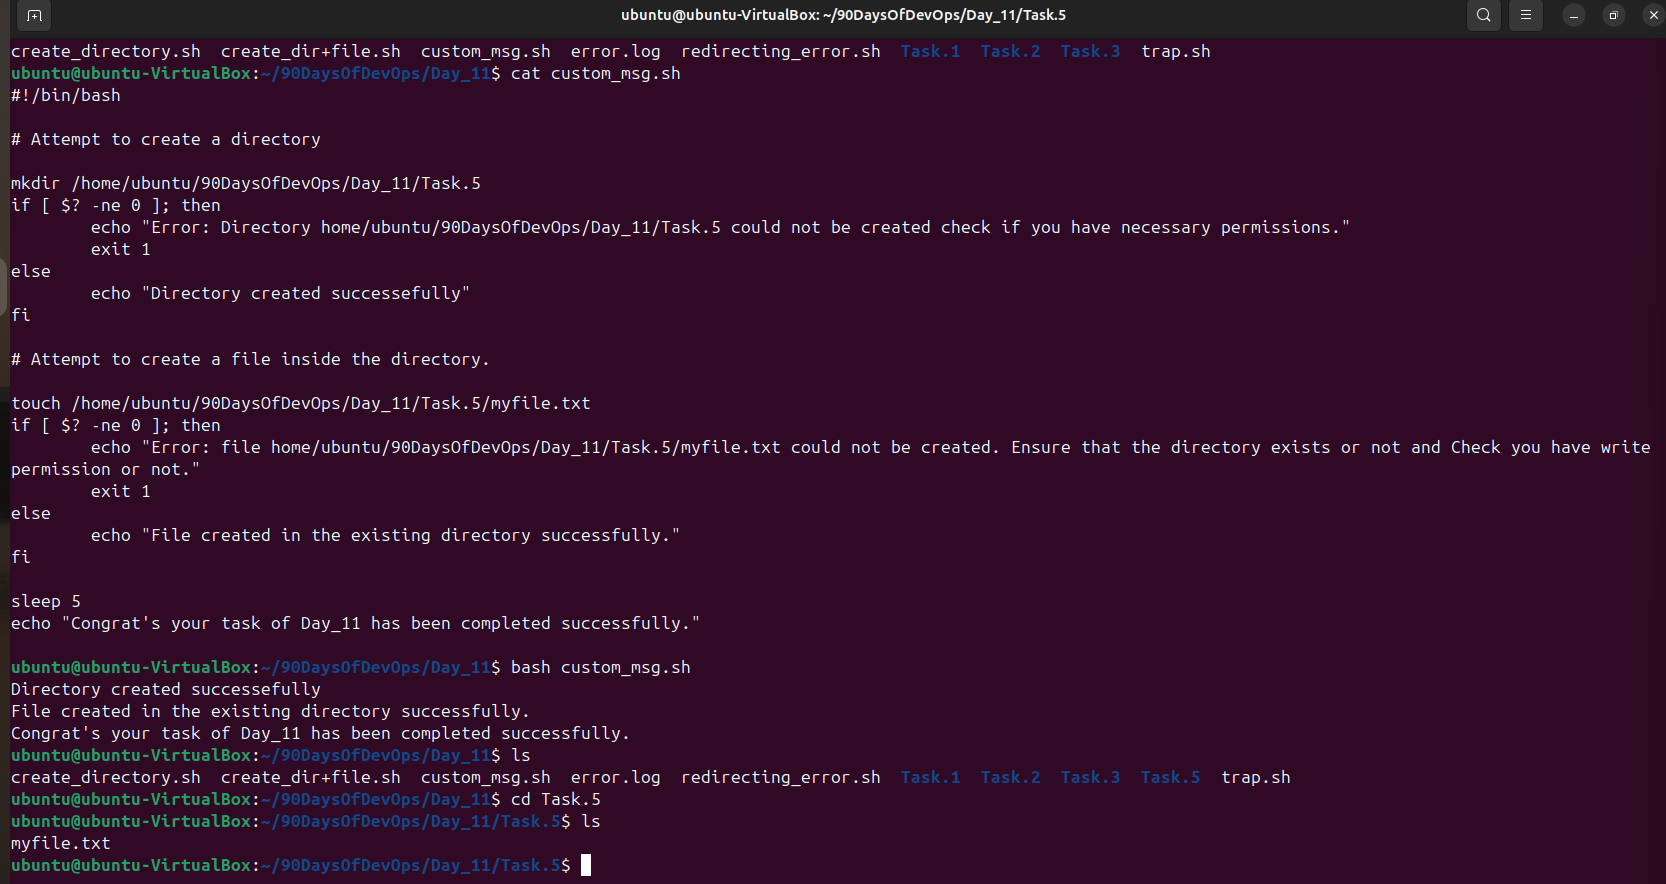 ubuntu@ubuntu-VirtualBox: ~/90DaysOfDevOps/Day_11/Task.5
create_directory.sh  create_dir+file.sh  custom_msg.sh  error.log  redirecting_error.sh  Task.1  Task.2  Task.3  trap.sh
ubuntu@ubuntu-VirtualBox:~/90DaysOfDevOps/Day_11$ cat custom_msg.sh
#!/bin/bash

# Attempt to create a directory

mkdir /home/ubuntu/90DaysOfDevOps/Day_11/Task.5
if [ $? -ne 0 ]; then
        echo "Error: Directory home/ubuntu/90DaysOfDevOps/Day_11/Task.5 could not be created check if you have necessary permissions."
        exit 1
else
        echo "Directory created successefully"
fi

# Attempt to create a file inside the directory.

touch /home/ubuntu/90DaysOfDevOps/Day_11/Task.5/myfile.txt
if [ $? -ne 0 ]; then
        echo "Error: file home/ubuntu/90DaysOfDevOps/Day_11/Task.5/myfile.txt could not be created. Ensure that the directory exists or not and Check you have write
permission or not."
        exit 1
else
        echo "File created in the existing directory successfully."
fi

sleep 5
echo "Congrat's your task of Day_11 has been completed successfully."

ubuntu@ubuntu-VirtualBox:~/90DaysOfDevOps/Day_11$ bash custom_msg.sh
Directory created successefully
File created in the existing directory successfully.
Congrat's your task of Day_11 has been completed successfully.
ubuntu@ubuntu-VirtualBox:~/90DaysOfDevOps/Day_11$ ls
create_directory.sh  create_dir+file.sh  custom_msg.sh  error.log  redirecting_error.sh  Task.1  Task.2  Task.3  Task.5  trap.sh
ubuntu@ubuntu-VirtualBox:~/90DaysOfDevOps/Day_11$ cd Task.5
ubuntu@ubuntu-VirtualBox:~/90DaysOfDevOps/Day_11/Task.5$ ls
myfile.txt
ubuntu@ubuntu-VirtualBox:~/90DaysOfDevOps/Day_11/Task.5$